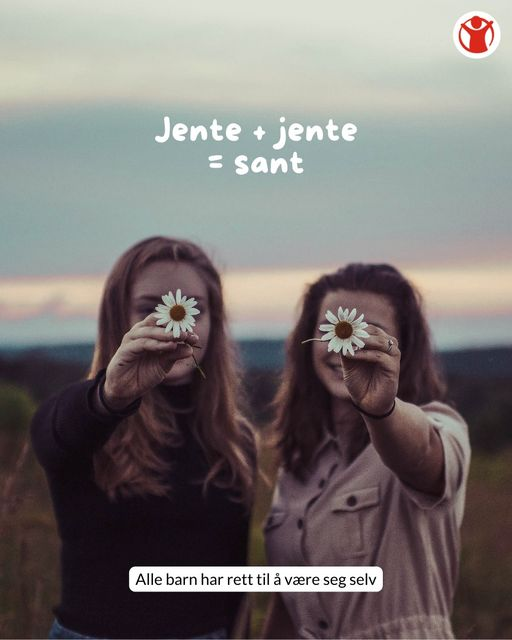 Jente + jente
= sant
Alle barn har rett til å være seg selv